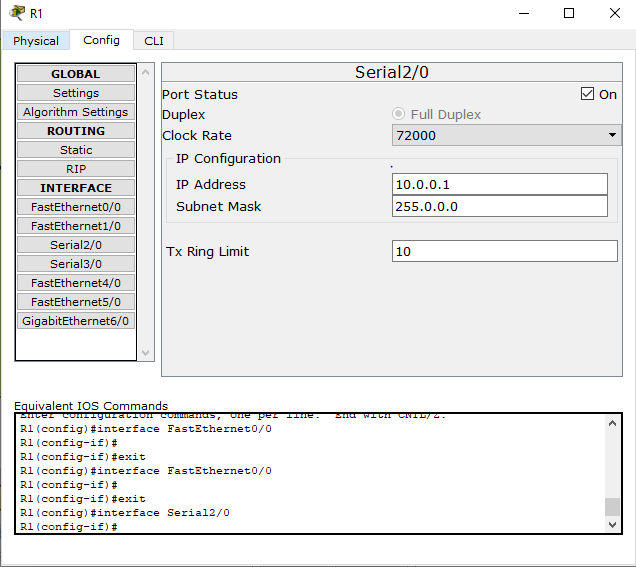 R1
Physical Config CLI
GLOBAL
Settings
Algorithm Settings
ROUTING
Static
RIP
INTERFACE
FastEthernet0/0
FastEthernet1/0
Serial2/0
Serial3/0
FastEthernet4/0
FastEthernet5/0
GigabitEthernet6/0
Serial2/0
Port Status On
Duplex Full Duplex
Clock Rate 72000
IP Configuration
IP Address 10.0.0.1
Subnet Mask 255.0.0.0
Tx Ring Limit 10
Equivalent IOS Commands
Enter configuration commands, one per line. End with CNTL/Z.
R1(config)#interface FastEthernet0/0
R1(config-if)#
R1(config-if)#exit
R1(config)#interface FastEthernet0/0
R1(config-if)#
R1(config-if)#exit
R1(config)#interface Serial2/0
R1(config-if)#